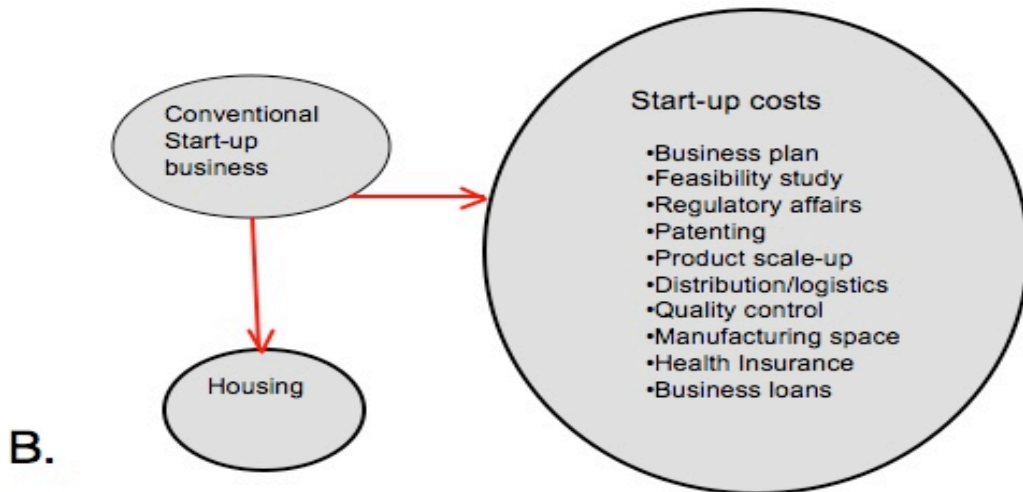 Conventional
Start-up
business
Start-up costs
•Business plan
•Feasibility study
•Regulatory affairs
•Patenting
•Product scale-up
•Distribution/logistics
•Quality control
•Manufacturing space
•Health Insurance
•Business loans
Housing
B.